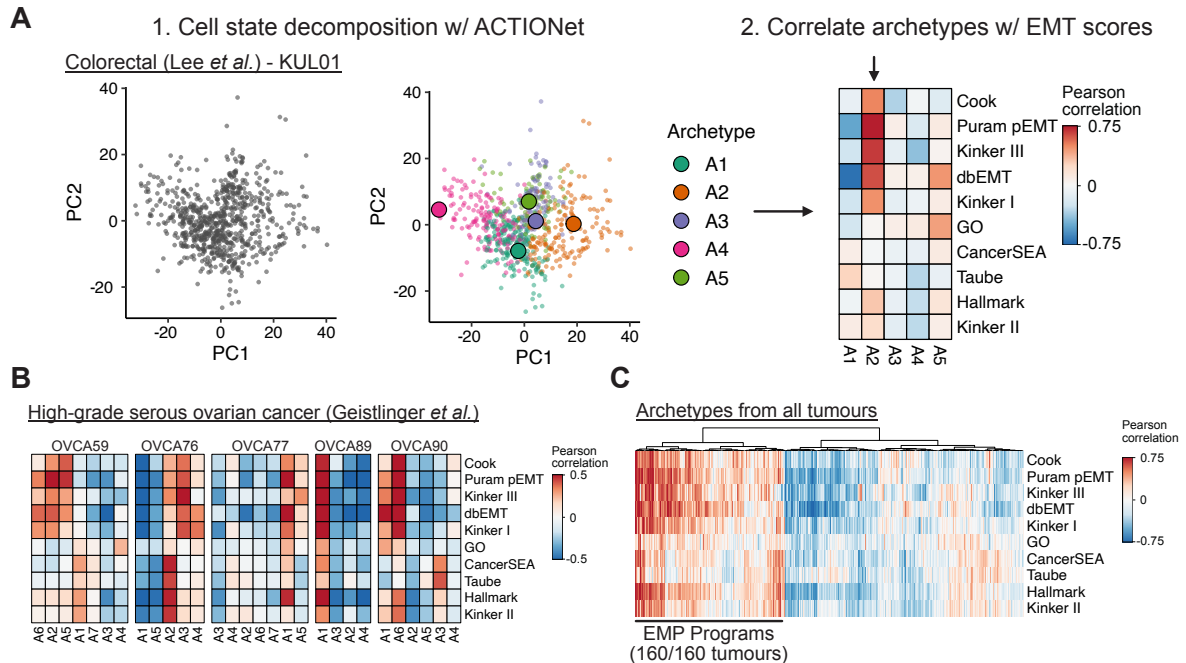 A
1. Cell state decomposition w/ ACTIONet
2. Correlate archetypes w/ EMT scores
Colorectal (Lee et al.) - KUL01
40
20
0
-20
PC2
-20
0
20
40
PC1
40
20
0
-20
PC2
-20
0
20
40
PC1
Archetype
A1
A2
A3
A4
A5
Cook
Puram pEMT
Kinker III
dbEMT
Kinker I
GO
CancerSEA
Taube
Hallmark
Kinker II
A1 A2 A3 A4 A5
Pearson
correlation
0.75
0
-0.75
B
High-grade serous ovarian cancer (Geistlinger et al.)
OVCA59 OVCA76 OVCA77 OVCA89 OVCA90
Cook
Puram pEMT
Kinker III
dbEMT
Kinker I
GO
CancerSEA
Taube
Hallmark
Kinker II
A6 A2 A5 A1 A7 A3 A4 A1 A5 A2 A3 A4 A3 A4 A2 A6 A7 A1 A5 A1 A3 A2 A4 A1 A6 A2 A5 A3 A4
Pearson
correlation
0.5
0
-0.5
C
Archetypes from all tumours
Cook
Puram pEMT
Kinker III
dbEMT
Kinker I
GO
CancerSEA
Taube
Hallmark
Kinker II
EMP Programs
(160/160 tumours)
Pearson
correlation
0.75
0
-0.75